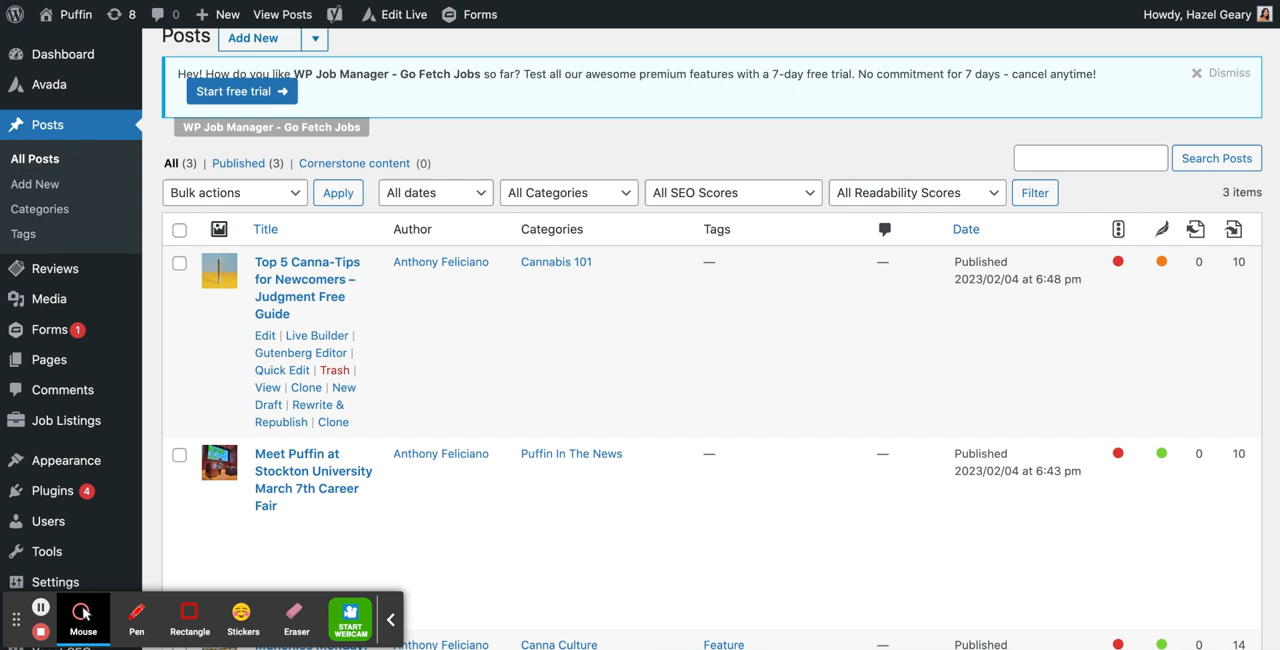 Puffin 8 0 New View Posts Edit Live Forms Howdy, Hazel Geary
Dashboard
Avada
Posts
All Posts
Add New
Categories
Tags
Reviews
Media
Forms 1
Pages
Comments
Job Listings
Appearance
Plugins 4
Users
Tools
Settings
Posts Add New
Hey! How do you like WP Job Manager - Go Fetch Jobs so far? Test all our awesome premium features with a 7-day free trial. No commitment for 7 days - cancel anytime! Dismiss
Start free trial →
WP Job Manager - Go Fetch Jobs
All (3) | Published (3) | Cornerstone content (0)
Search Posts
Bulk actions Apply All dates All Categories All SEO Scores All Readability Scores Filter 3 items
Title Author Categories Tags Date
Top 5 Canna-Tips Anthony Feliciano Cannabis 101 — — Published 0 10
for Newcomers – 2023/02/04 at 6:48 pm
Judgment Free
Guide
Edit | Live Builder |
Gutenberg Editor |
Quick Edit | Trash |
View | Clone | New
Draft | Rewrite &
Republish | Clone
Meet Puffin at Anthony Feliciano Puffin In The News — — Published 0 10
Stockton University 2023/02/04 at 6:43 pm
March 7th Career
Fair
Anthony Feliciano Canna Culture Feature — Published 0 14
Mouse Pen Rectangle Stickers Eraser START
WEBCAM